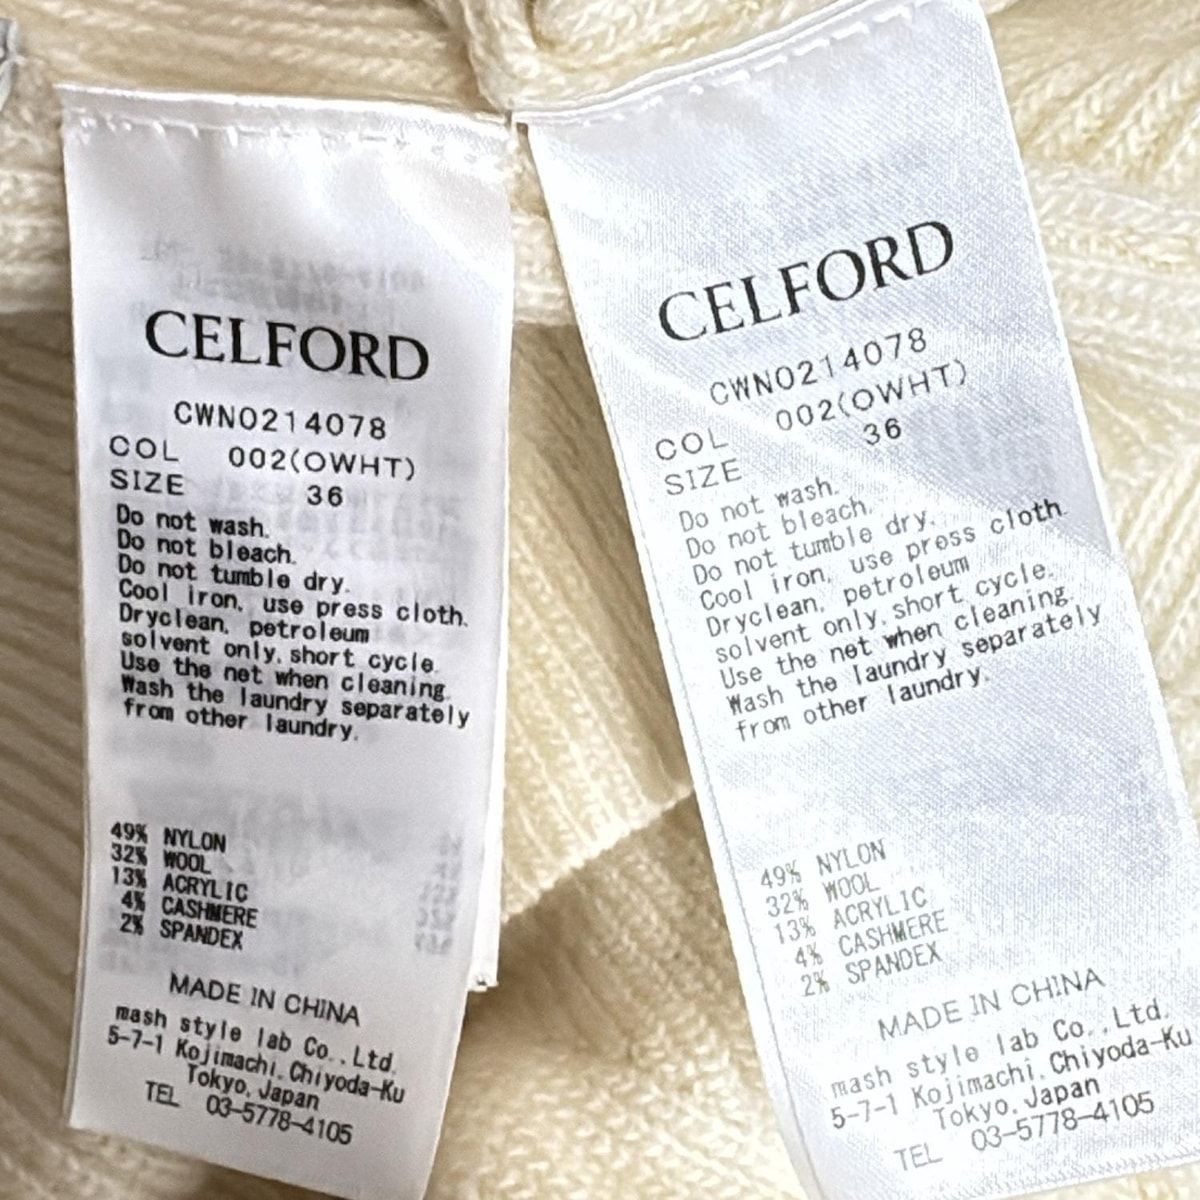 CELFORD
CWNO214078
COL 002(OWHT)
SIZE 36
Do not wash.
Do not bleach.
Do not tumble dry.
Cool iron, use press cloth.
Dryclean, petroleum
solvent only, short cycle.
Use the net when cleaning.
Wash the laundry separately
from other laundry.
49% NYLON
32% WOOL
13% ACRYLIC
4% CASHMERE
2% SPANDEX
MADE IN CHINA
mash style lab Co.,Ltd.
5-7-1 Kojimachi, Chiyoda-Ku
Tokyo, Japan
TEL 03-5778-4105
CELFORD
CWNO214078
COL 002(OWHT)
SIZE 36
Do not wash.
Do not bleach.
Do not tumble dry.
Cool iron, use press cloth.
Dryclean, petroleum
solvent only, short cycle.
Use the net when cleaning.
Wash the laundry separately
from other laundry.
49% NYLON
32% WOOL
13% ACRYLIC
4% CASHMERE
2% SPANDEX
MADE IN CHINA
mash style lab Co.,Ltd.
5-7-1 Kojimachi, Chiyoda-Ku
Tokyo, Japan
TEL 03-5778-4105